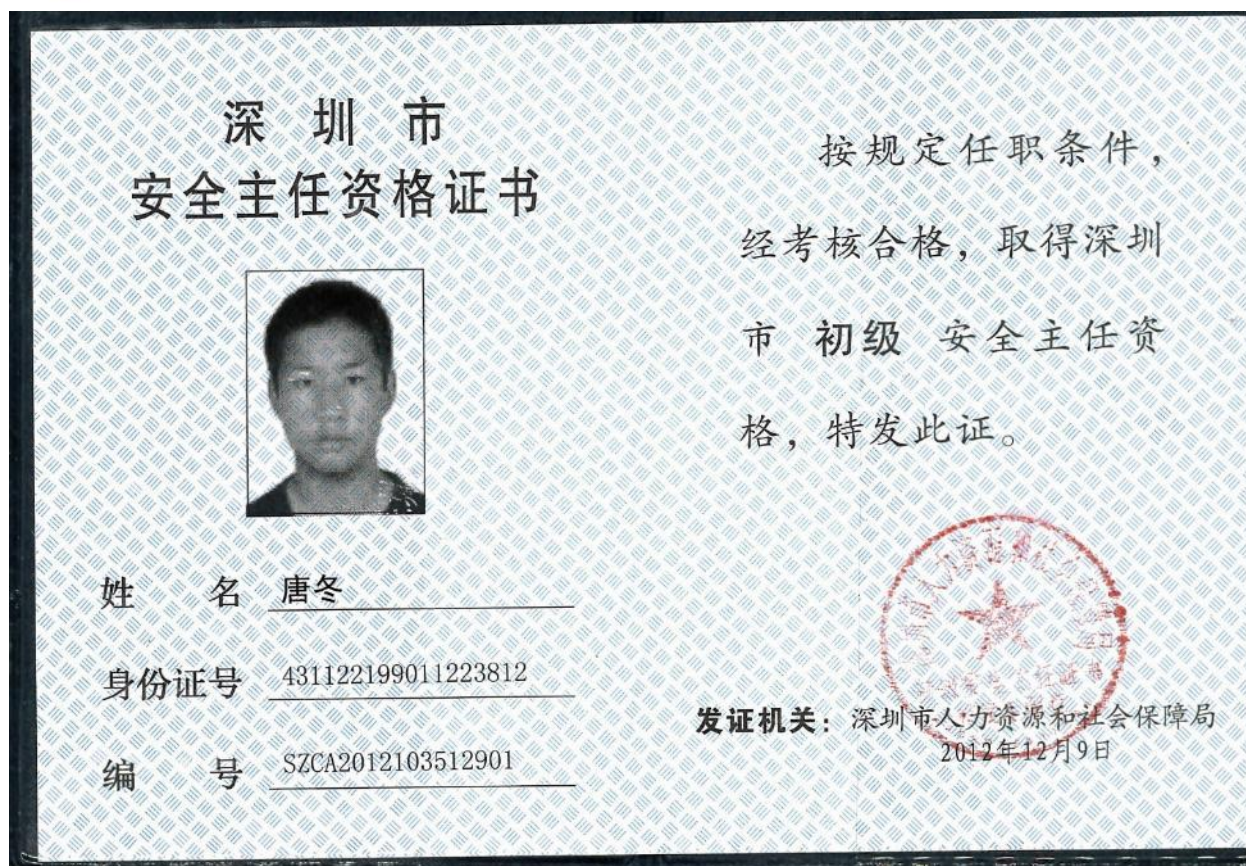 深圳市
安全主任资格证书
姓名 唐冬
身份证号 431122199011223812
编号 SZCA2012103512901
按规定任职条件，
经考核合格，取得深圳
市 初级 安全主任资
格，特发此证。
发证机关：深圳市人力资源和社会保障局
2012年12月9日